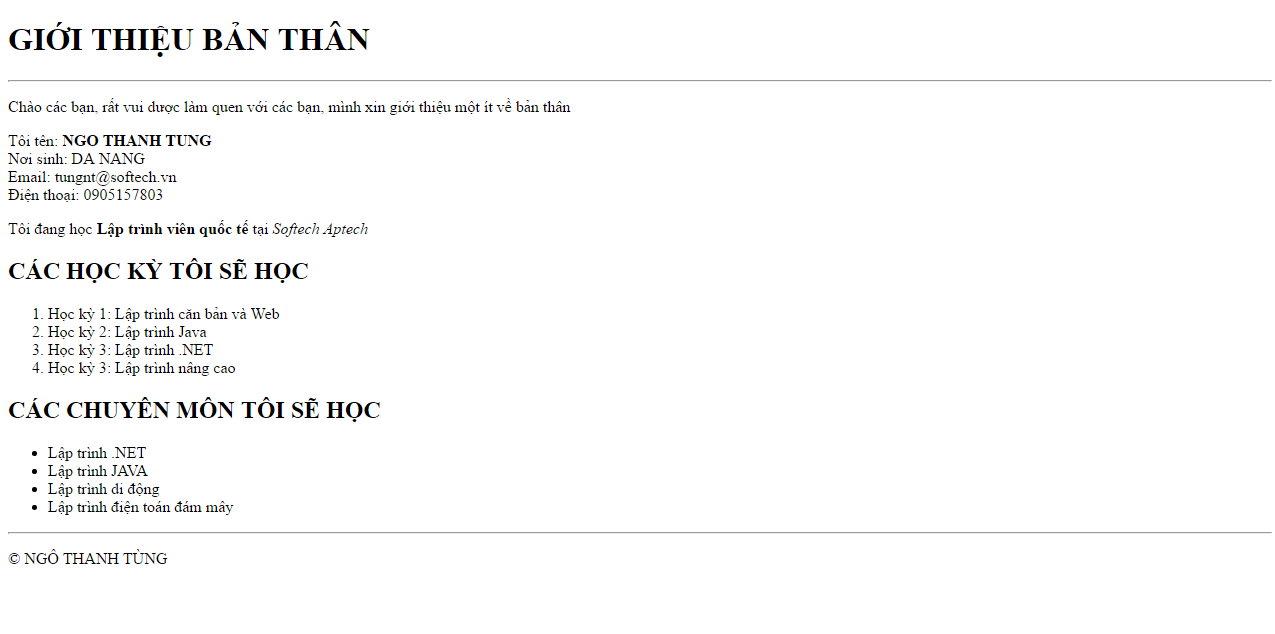 GIỚI THIỆU BẢN THÂN
Chào các bạn, rất vui được làm quen với các bạn, mình xin giới thiệu một ít về bản thân
Tôi tên: NGO THANH TUNG
Nơi sinh: DA NANG
Email: tungnt@softech.vn
Điện thoại: 0905157803
Tôi đang học Lập trình viên quốc tế tại Softech Aptech
CÁC HỌC KỲ TÔI SẼ HỌC
1. Học kỳ 1: Lập trình căn bản và Web
2. Học kỳ 2: Lập trình Java
3. Học kỳ 3: Lập trình .NET
4. Học kỳ 3: Lập trình nâng cao
CÁC CHUYÊN MÔN TÔI SẼ HỌC
• Lập trình .NET
• Lập trình JAVA
• Lập trình di động
• Lập trình điện toán đám mây
© NGÔ THANH TÙNG